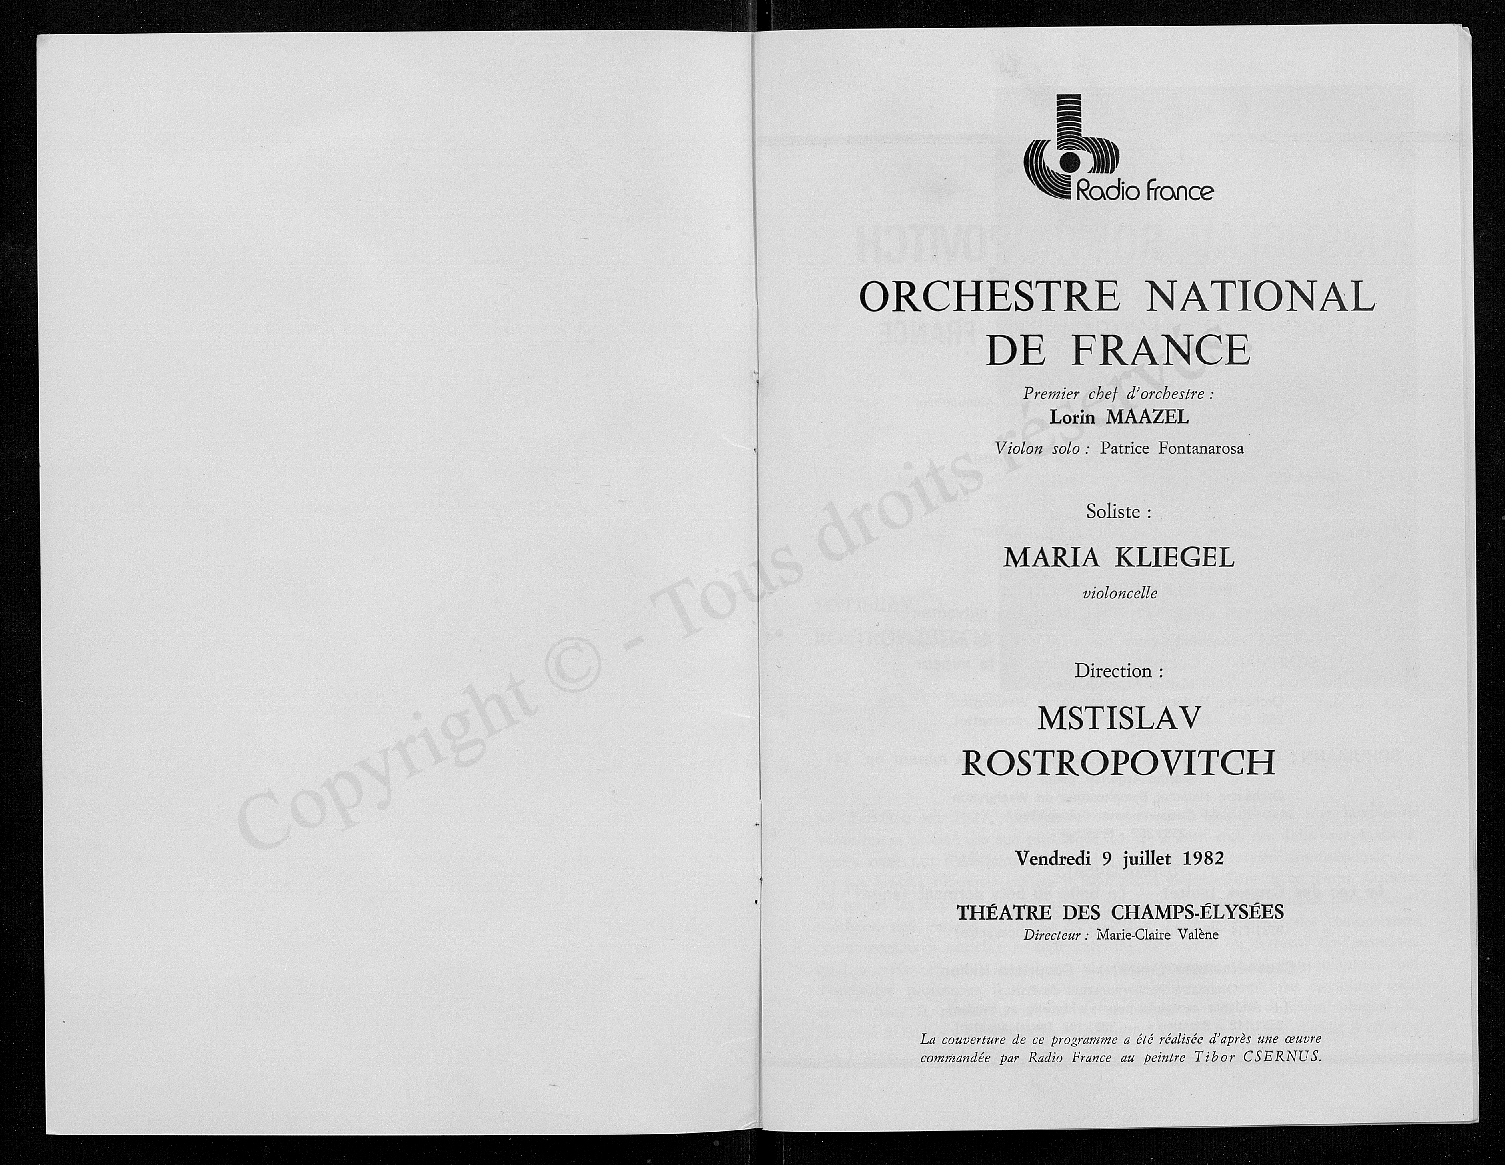 Radio France
ORCHESTRE NATIONAL
DE FRANCE
Premier chef d'orchestre :
Lorin MAAZEL
Violon solo : Patrice Fontanarosa
Soliste :
MARIA KLIEGEL
violoncelle
Direction :
MSTISLAV
ROSTROPOVITCH
Vendredi 9 juillet 1982
THÉATRE DES CHAMPS-ÉLYSÉES
Directeur : Marie-Claire Valène
La couverture de ce programme a été réalisée d'après une œuvre
commandée par Radio France au peintre Tibor CSERNUS.
Copyright © - Tous droits réservés.